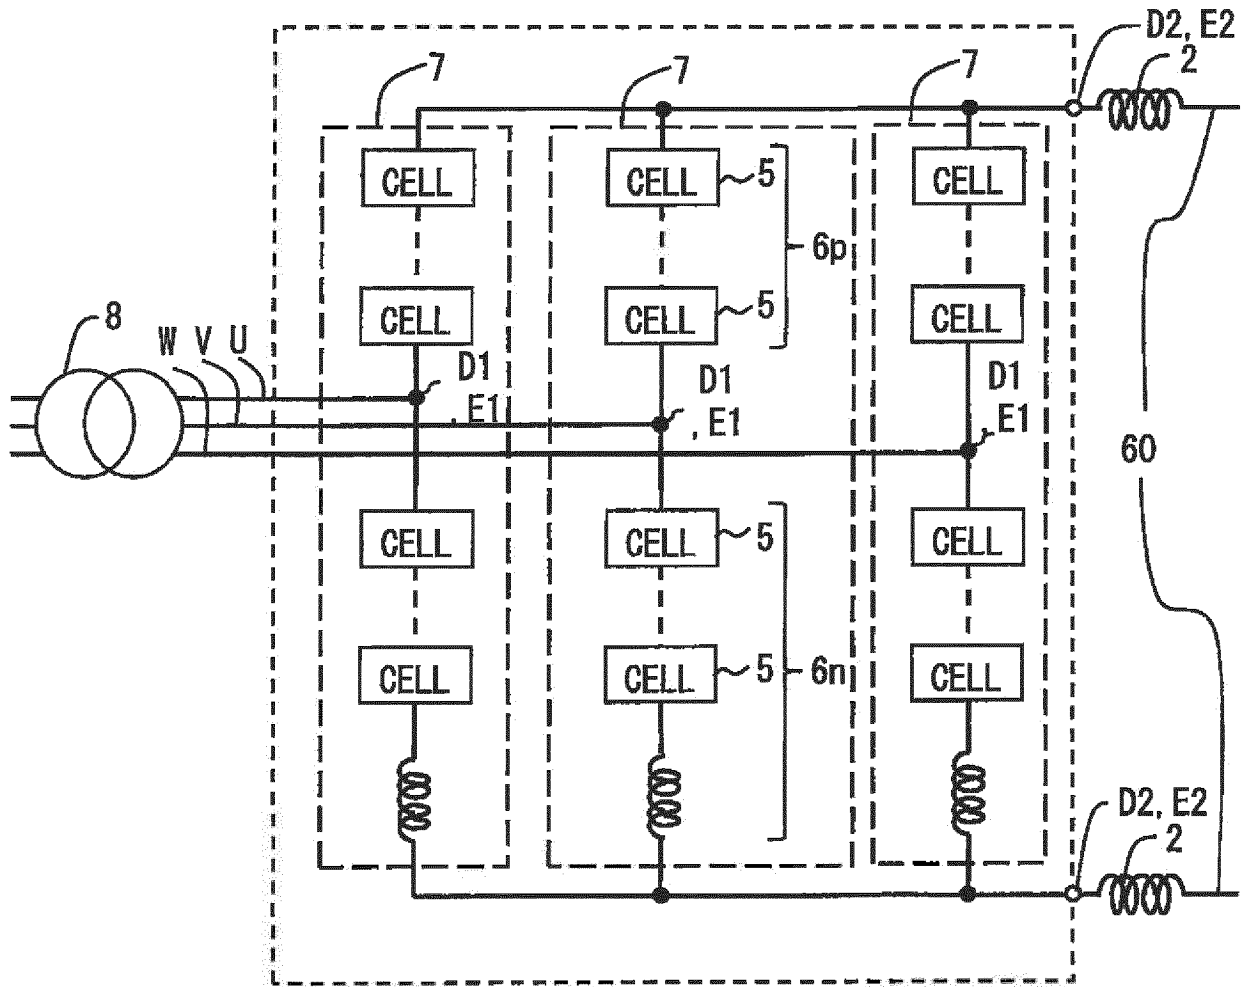 D2, E2
7 7 7 2
CELL CELL 5 CELL
6p
CELL CELL 5 CELL
8
W V U
D1 D1 D1
, E1 , E1 , E1
60
CELL CELL 5 CELL
CELL CELL 5 6n CELL
D2, E2
2